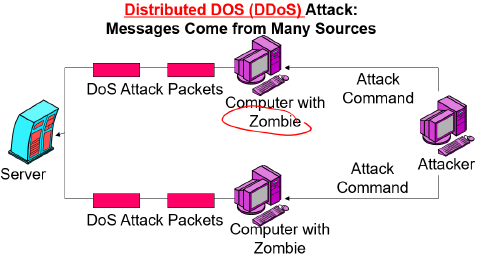 Distributed DOS (DDoS) Attack:
Messages Come from Many Sources
DoS Attack Packets
Computer with
Zombie
Attack
Command
Server
Attacker
Attack
Command
DoS Attack Packets
Computer with
Zombie